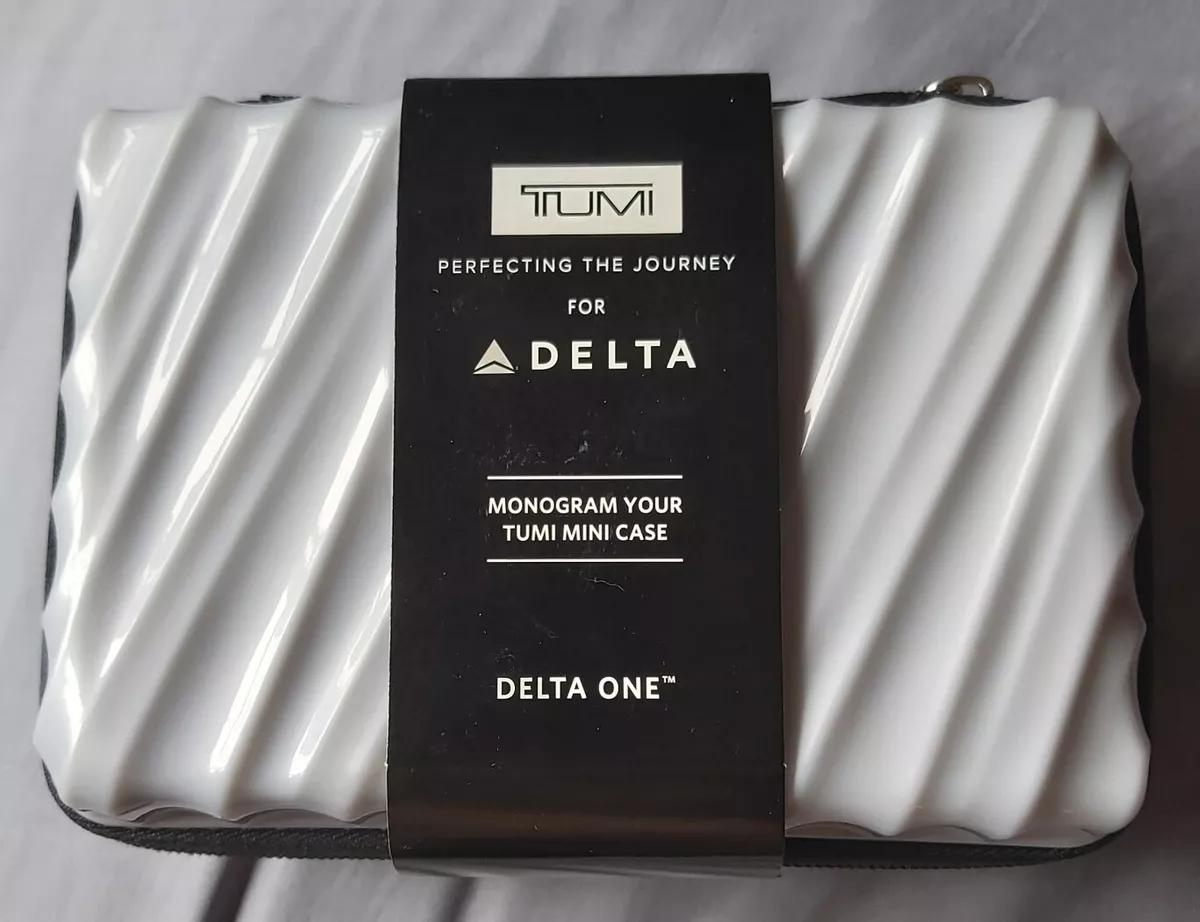 TUMI
PERFECTING THE JOURNEY
FOR
DELTA
MONOGRAM YOUR
TUMI MINI CASE
DELTA ONE™